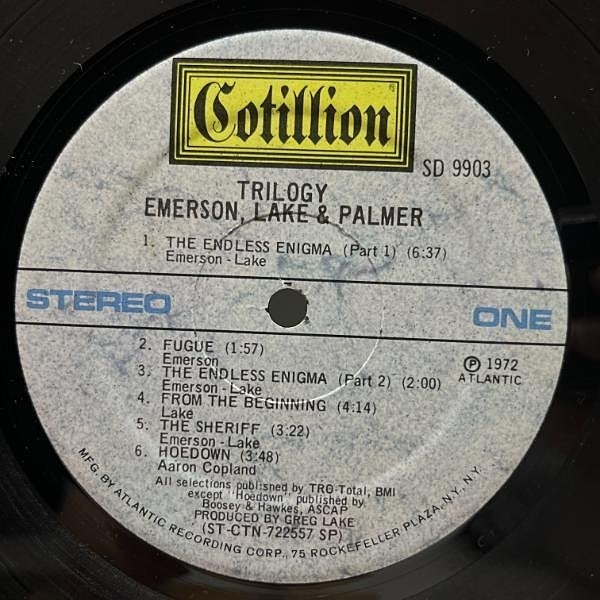 Cotillion
®
SD 9903
TRILOGY
EMERSON, LAKE & PALMER
1. THE ENDLESS ENIGMA (Part 1) (6:37)
Emerson - Lake
STEREO ONE
2. FUGUE (1:57)
Emerson
3. THE ENDLESS ENIGMA (Part 2) (2:00)
Emerson - Lake
4. FROM THE BEGINNING (4:14)
Lake
5. THE SHERIFF (3:22)
Emerson - Lake
6. HOEDOWN (3:48)
Aaron Copland
℗ 1972
ATLANTIC
All selections published by TRO-Total, BMI
except "Hoedown" published by
Boosey & Hawkes, ASCAP
PRODUCED BY GREG LAKE
(ST-CTN-722557 SP)
MFG. BY ATLANTIC RECORDING CORP., 75 ROCKEFELLER PLAZA, N.Y., N.Y.